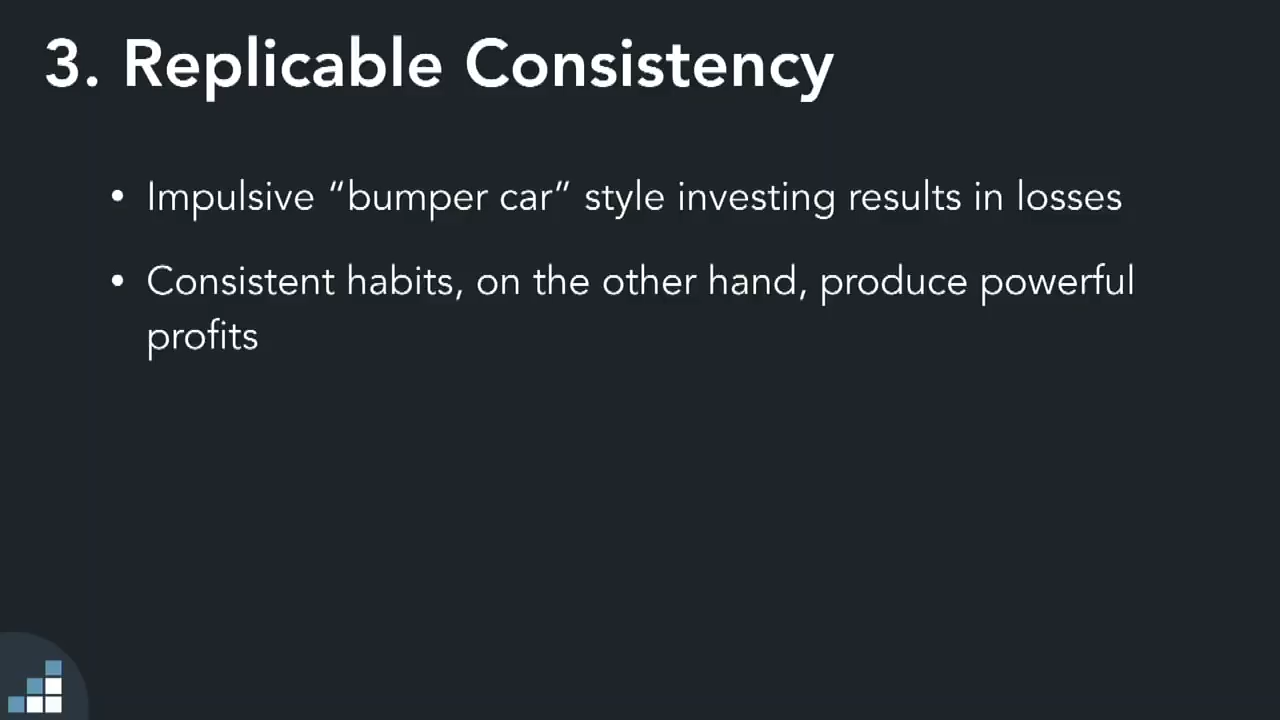 3. Replicable Consistency
• Impulsive “bumper car” style investing results in losses
• Consistent habits, on the other hand, produce powerful
profits